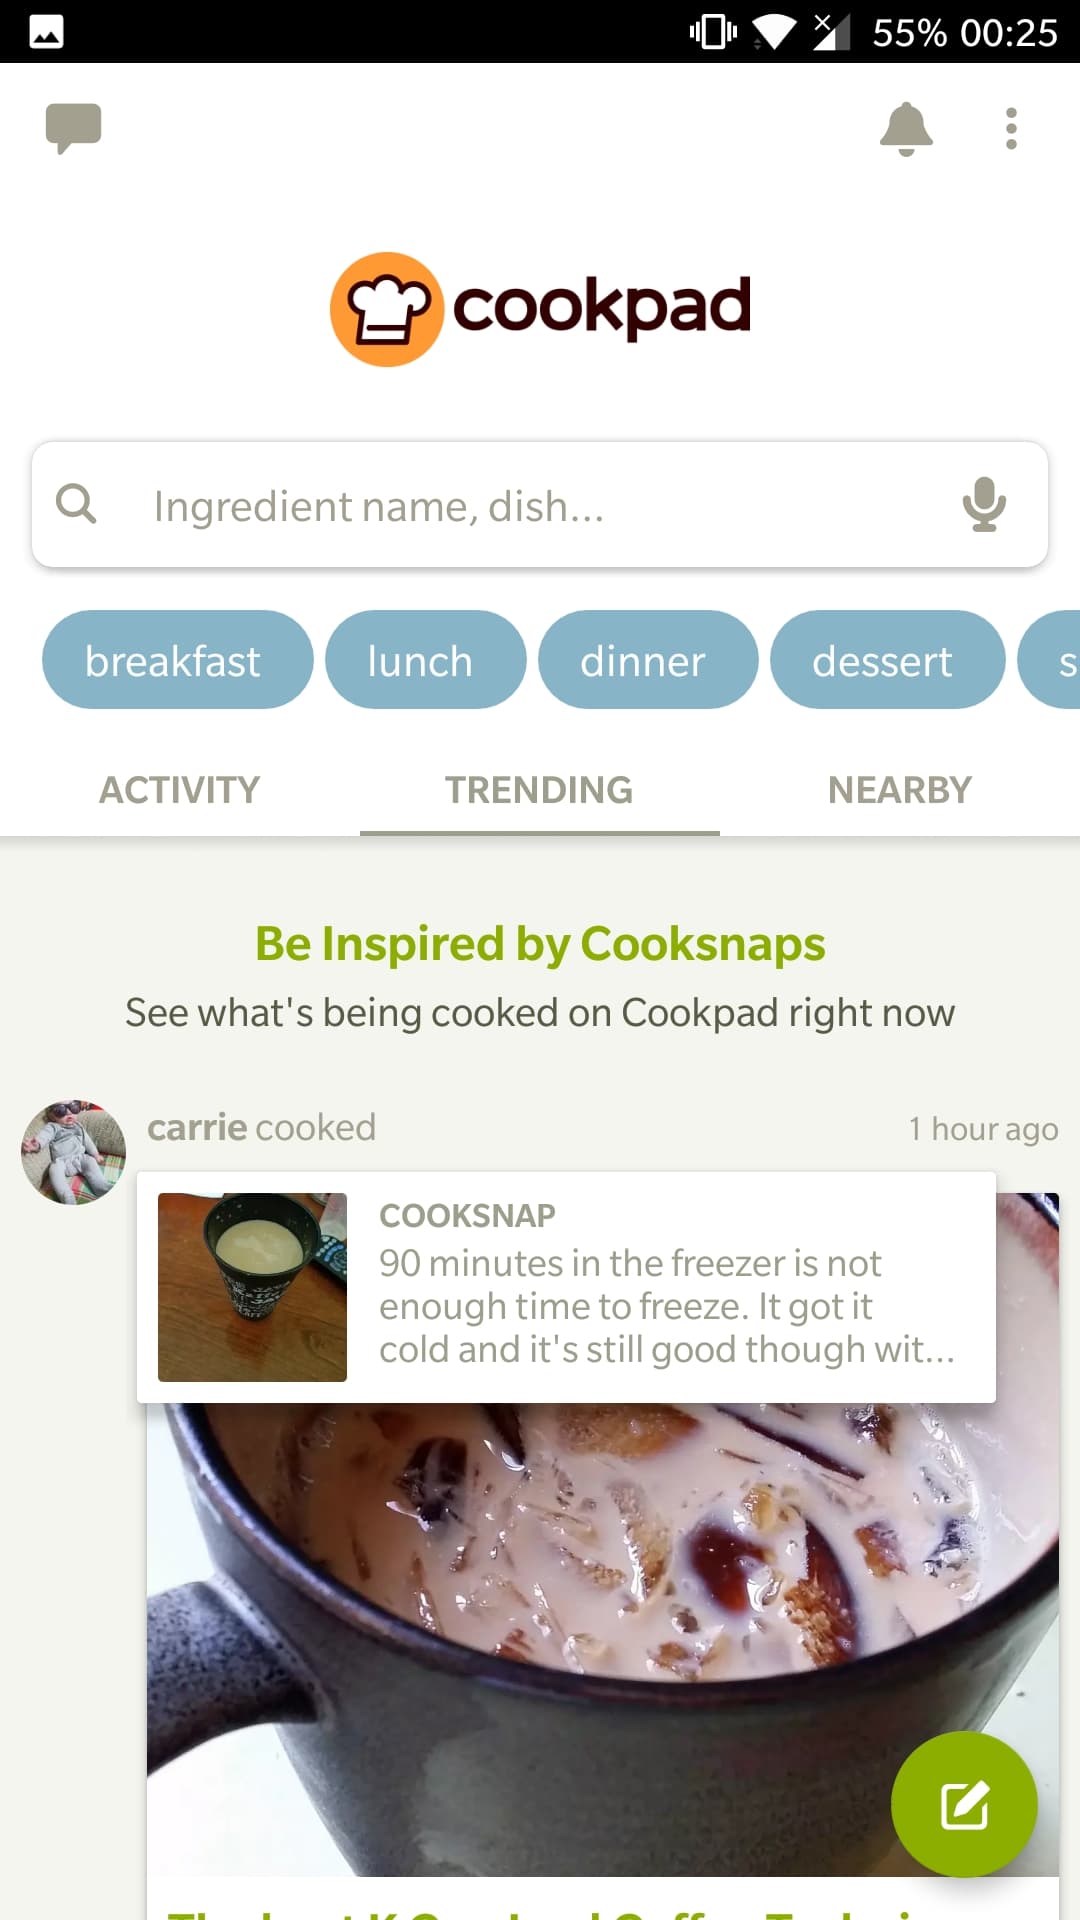 55% 00:25
cookpad
Ingredient name, dish...
breakfast lunch dinner dessert s
ACTIVITY TRENDING NEARBY
Be Inspired by Cooksnaps
See what's being cooked on Cookpad right now
carrie cooked 1 hour ago
COOKSNAP
90 minutes in the freezer is not
enough time to freeze. It got it
cold and it's still good though wit...